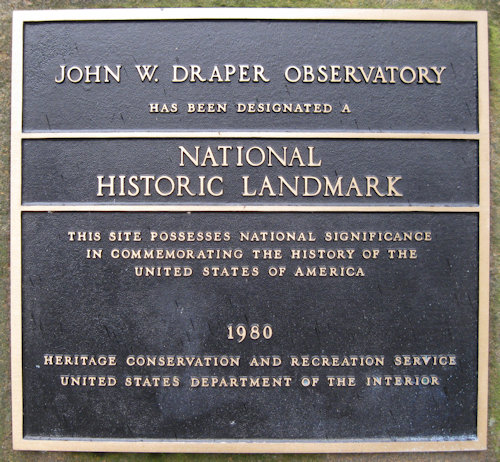 JOHN W. DRAPER OBSERVATORY
HAS BEEN DESIGNATED A
NATIONAL
HISTORIC LANDMARK
THIS SITE POSSESSES NATIONAL SIGNIFICANCE
IN COMMEMORATING THE HISTORY OF THE
UNITED STATES OF AMERICA
1980
HERITAGE CONSERVATION AND RECREATION SERVICE
UNITED STATES DEPARTMENT OF THE INTERIOR